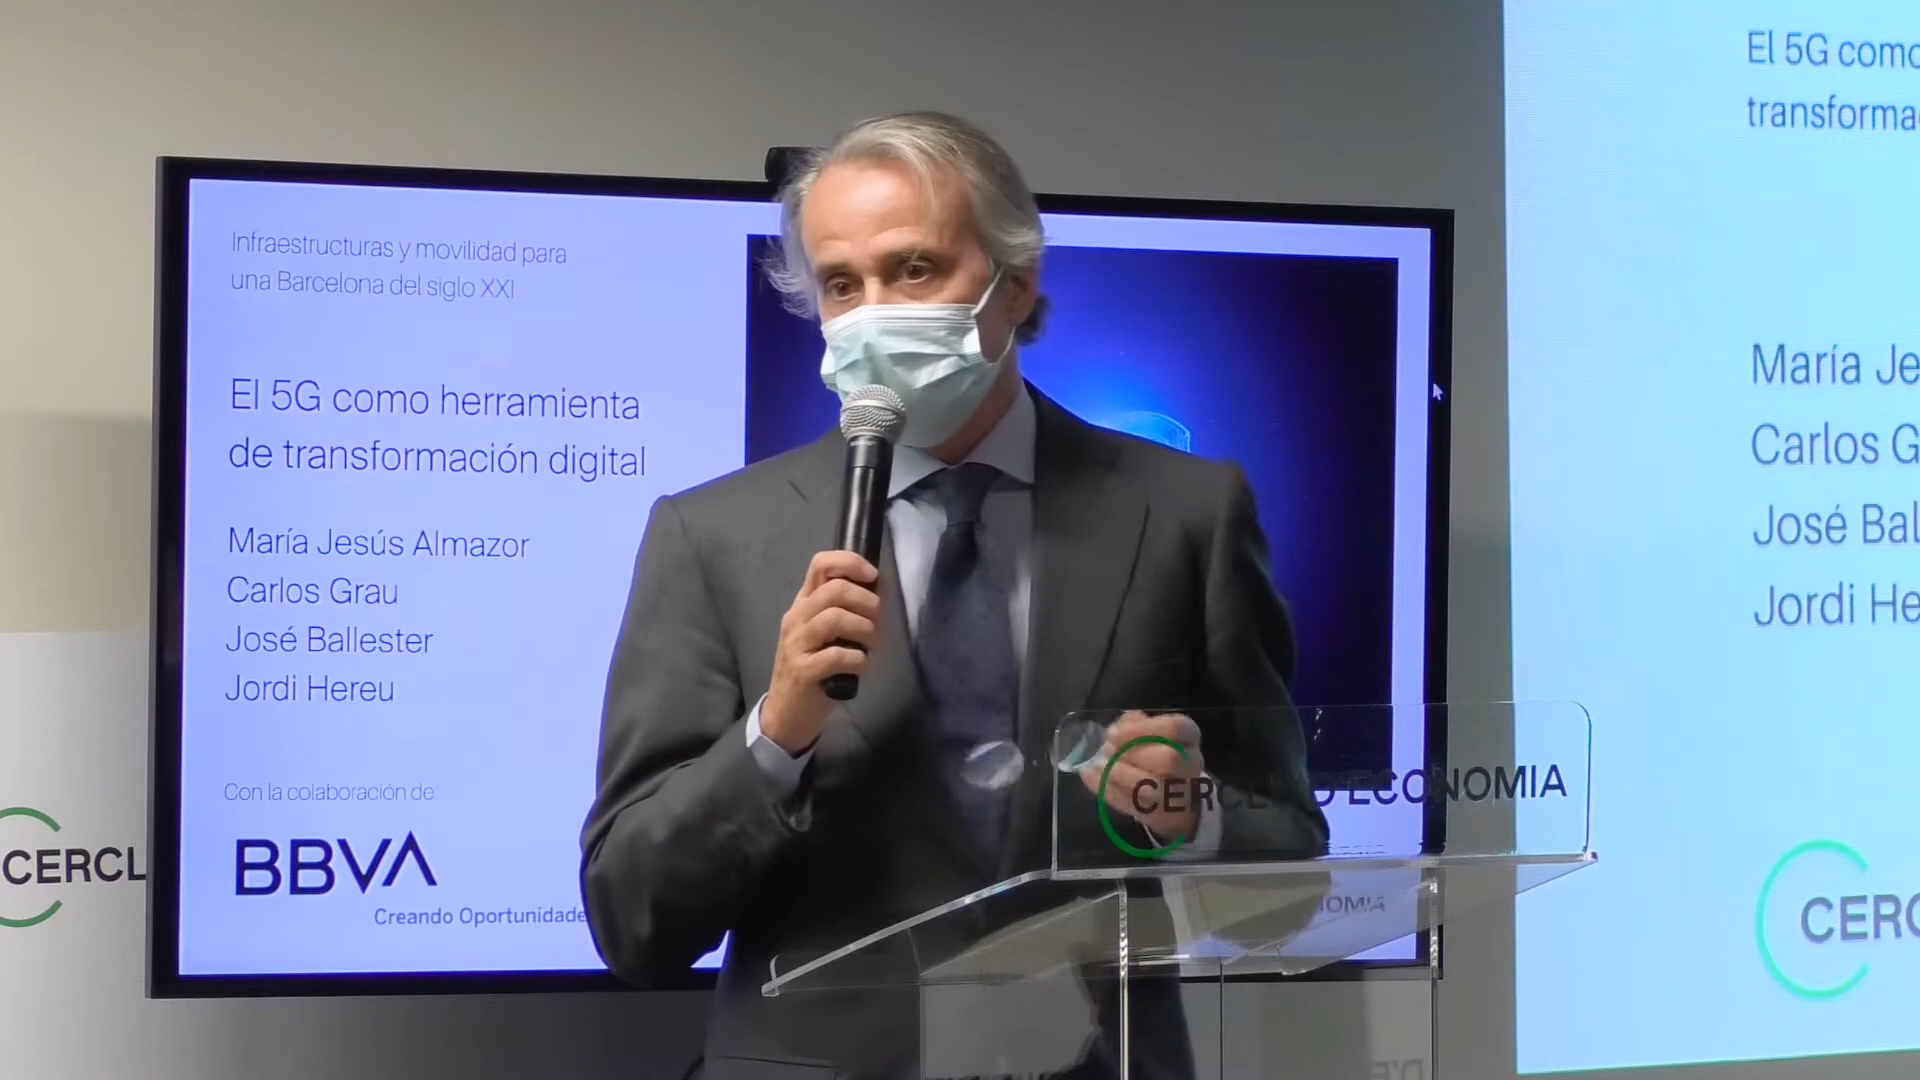 Infraestructuras y movilidad para
una Barcelona del siglo XXI
El 5G como herramienta
de transformación digital
María Jesús Almazor
Carlos Grau
José Ballester
Jordi Hereu
Con la colaboración de:
BBVA
Creando Oportunidade
CERCL
CERCLE D'ECONOMIA
El 5G como
transforma
María Je
Carlos G
José Bal
Jordi He
CERC